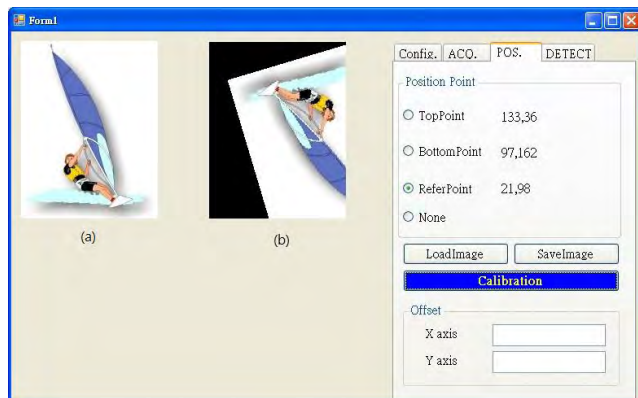 Form1
Config. ACQ. POS. DETECT
Position Point
TopPoint 133,36
BottomPoint 97,162
ReferPoint 21,98
None
(a)
(b)
LoadImage SaveImage
Calibration
Offset
X axis
Y axis